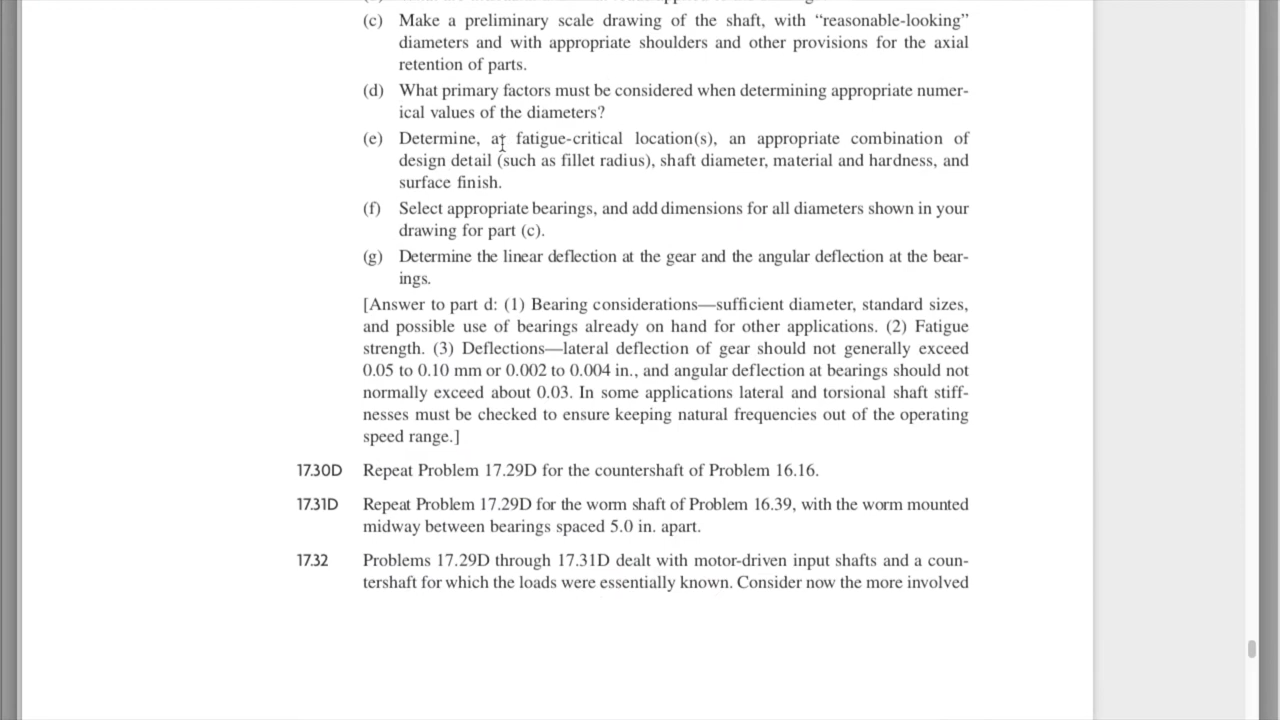 (c) Make a preliminary scale drawing of the shaft, with “reasonable-looking”
diameters and with appropriate shoulders and other provisions for the axial
retention of parts.
(d) What primary factors must be considered when determining appropriate numer-
ical values of the diameters?
(e) Determine, at fatigue-critical location(s), an appropriate combination of
design detail (such as fillet radius), shaft diameter, material and hardness, and
surface finish.
(f) Select appropriate bearings, and add dimensions for all diameters shown in your
drawing for part (c).
(g) Determine the linear deflection at the gear and the angular deflection at the bear-
ings.
[Answer to part d: (1) Bearing considerations—sufficient diameter, standard sizes,
and possible use of bearings already on hand for other applications. (2) Fatigue
strength. (3) Deflections—lateral deflection of gear should not generally exceed
0.05 to 0.10 mm or 0.002 to 0.004 in., and angular deflection at bearings should not
normally exceed about 0.03. In some applications lateral and torsional shaft stiff-
nesses must be checked to ensure keeping natural frequencies out of the operating
speed range.]
17.30D Repeat Problem 17.29D for the countershaft of Problem 16.16.
17.31D Repeat Problem 17.29D for the worm shaft of Problem 16.39, with the worm mounted
midway between bearings spaced 5.0 in. apart.
17.32 Problems 17.29D through 17.31D dealt with motor-driven input shafts and a coun-
tershaft for which the loads were essentially known. Consider now the more involved